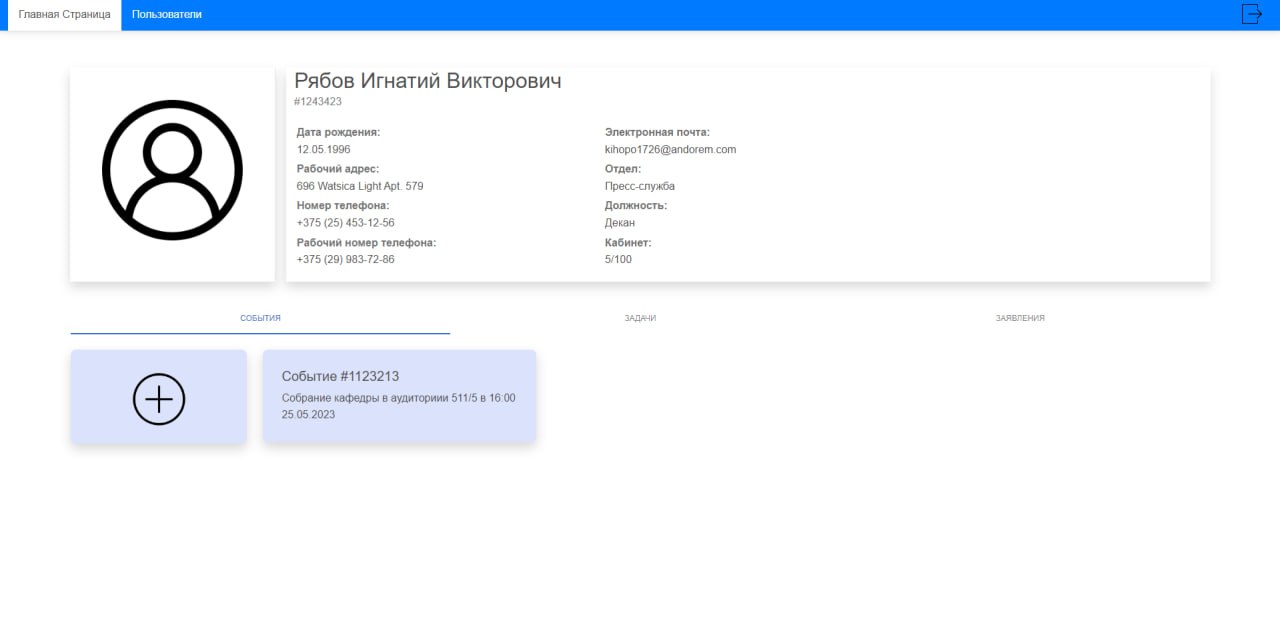 Главная Страница
Пользователи
Рябов Игнатий Викторович
#1243423
Дата рождения:
12.05.1996
Рабочий адрес:
696 Watsica Light Apt. 579
Номер телефона:
+375 (25) 453-12-56
Рабочий номер телефона:
+375 (29) 983-72-86
Электронная почта:
kihopo1726@andorem.com
Отдел:
Пресс-служба
Должность:
Декан
Кабинет:
5/100
СОБЫТИЯ
ЗАДАЧИ
ЗАЯВЛЕНИЯ
Событие #1123213
Собрание кафедры в аудиториии 511/5 в 16:00
25.05.2023